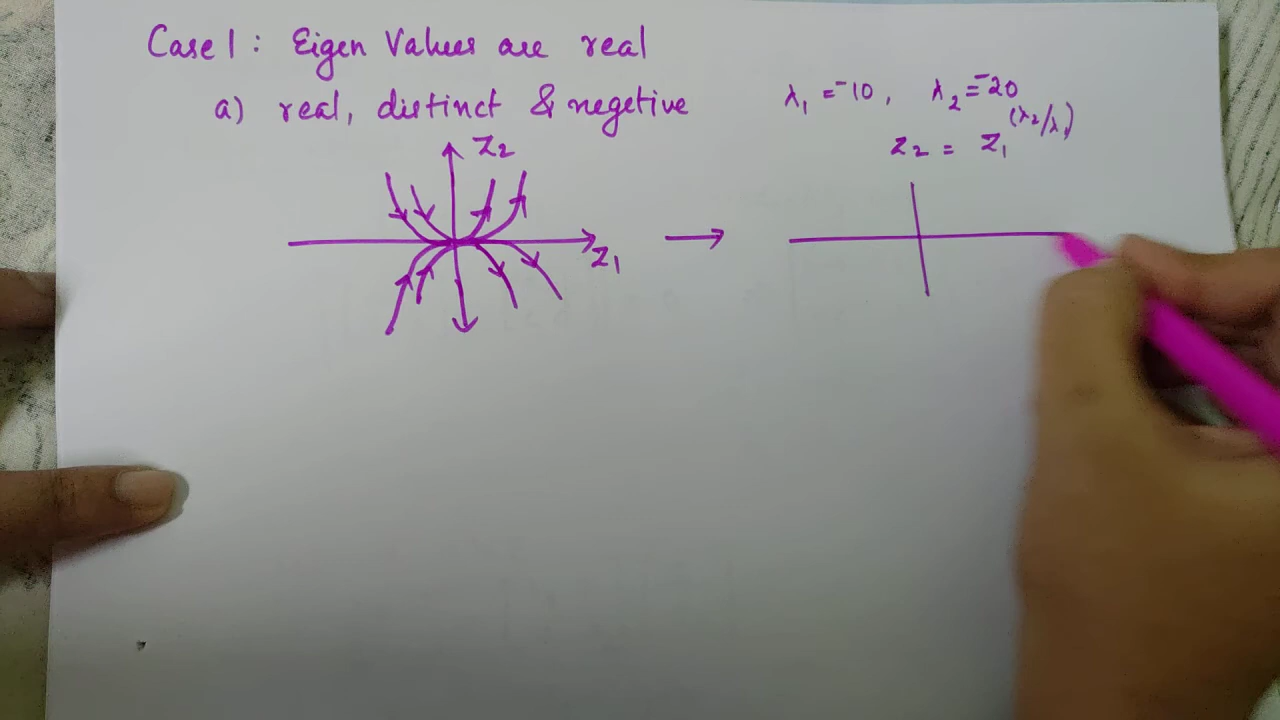 Case 1 : Eigen Values are real
a) real, distinct & negetive
λ₁ = -10, λ₂ = -20
Z₂ = Z₁^(λ₂/λ₁)
Z₂
Z₁